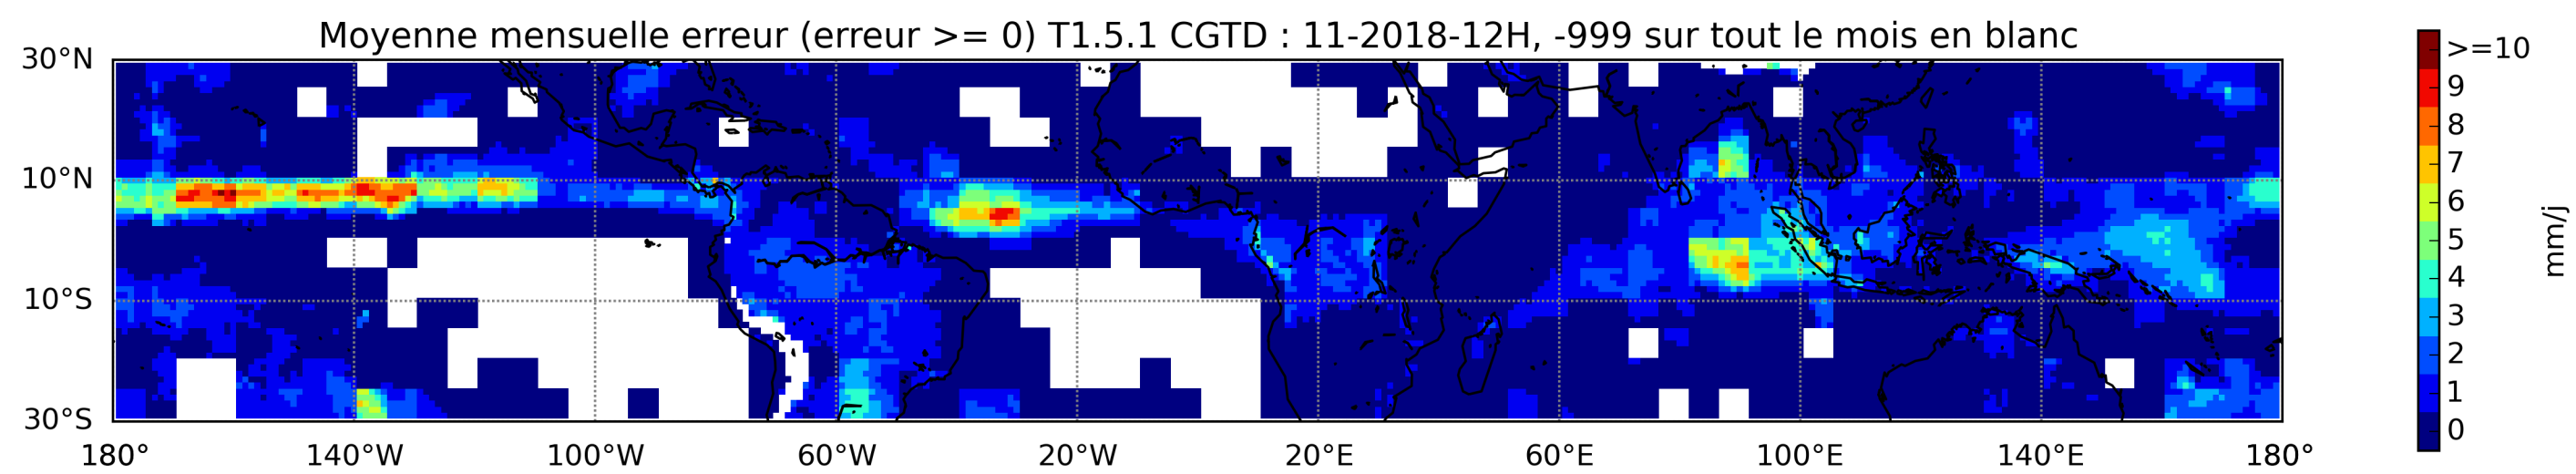 Moyenne mensuelle erreur (erreur >= 0) T1.5.1 CGTD : 11-2018-12H, -999 sur tout le mois en blanc
30°N
10°N
10°S
30°S
180° 140°W 100°W 60°W 20°W 20°E 60°E 100°E 140°E 180°
>=10
9
8
7
6
5
4
3
2
1
0
mm/j